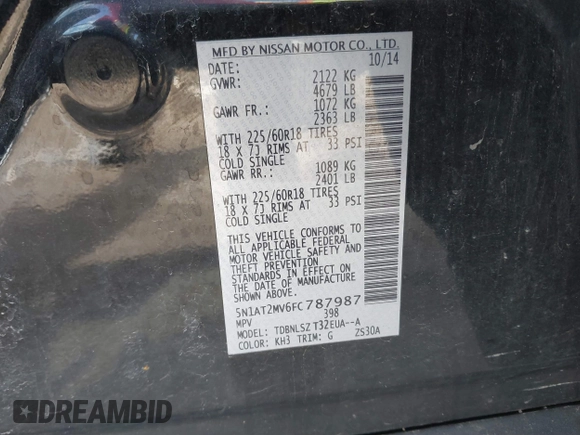 MFD BY NISSAN MOTOR CO., LTD.
DATE: 10/14
GVWR: 2122 KG
4679 LB
GAWR FR.: 1072 KG
2363 LB
WITH 225/60R18 TIRES
18 X 7J RIMS AT 33 PSI
COLD SINGLE
GAWR RR.: 1089 KG
2401 LB
WITH 225/60R18 TIRES
18 X 7J RIMS AT 33 PSI
COLD SINGLE
THIS VEHICLE CONFORMS TO
ALL APPLICABLE FEDERAL
MOTOR VEHICLE SAFETY AND
THEFT PREVENTION
STANDARDS IN EFFECT ON
THE DATE OF MANUFACTURE
SHOWN ABOVE.
5N1AT2MV6FC787987
MPV 398
MODEL: TDBNLSZ T32EUA--A
COLOR: KH3 TRIM: G ZS30A
DREAMBID